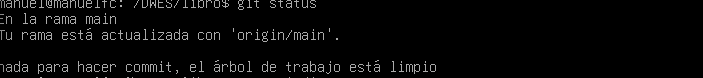 manuel@manuelfc: /DWES/libro$ git status
En la rama main
Tu rama está actualizada con 'origin/main'.
nada para hacer commit, el árbol de trabajo está limpio